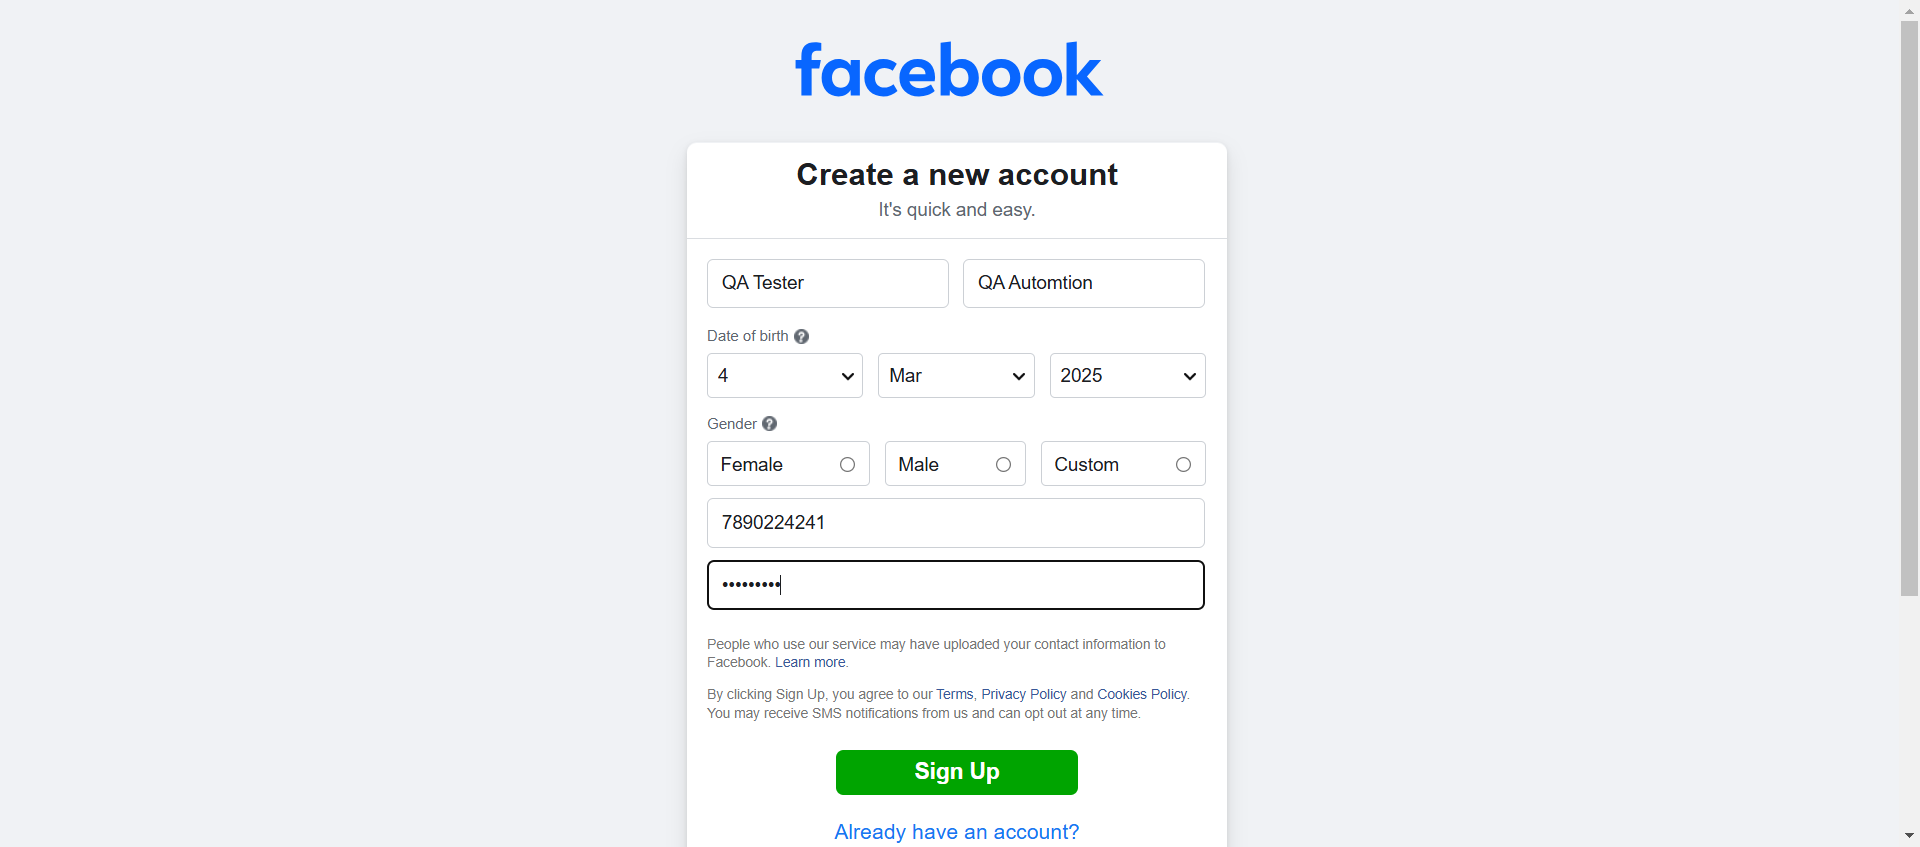 facebook
Create a new account
It's quick and easy.
QA Tester QA Automtion
Date of birth ?
4 Mar 2025
Gender ?
Female Male Custom
7890224241
•••••••••
People who use our service may have uploaded your contact information to
Facebook. Learn more.
By clicking Sign Up, you agree to our Terms, Privacy Policy and Cookies Policy.
You may receive SMS notifications from us and can opt out at any time.
Sign Up
Already have an account?